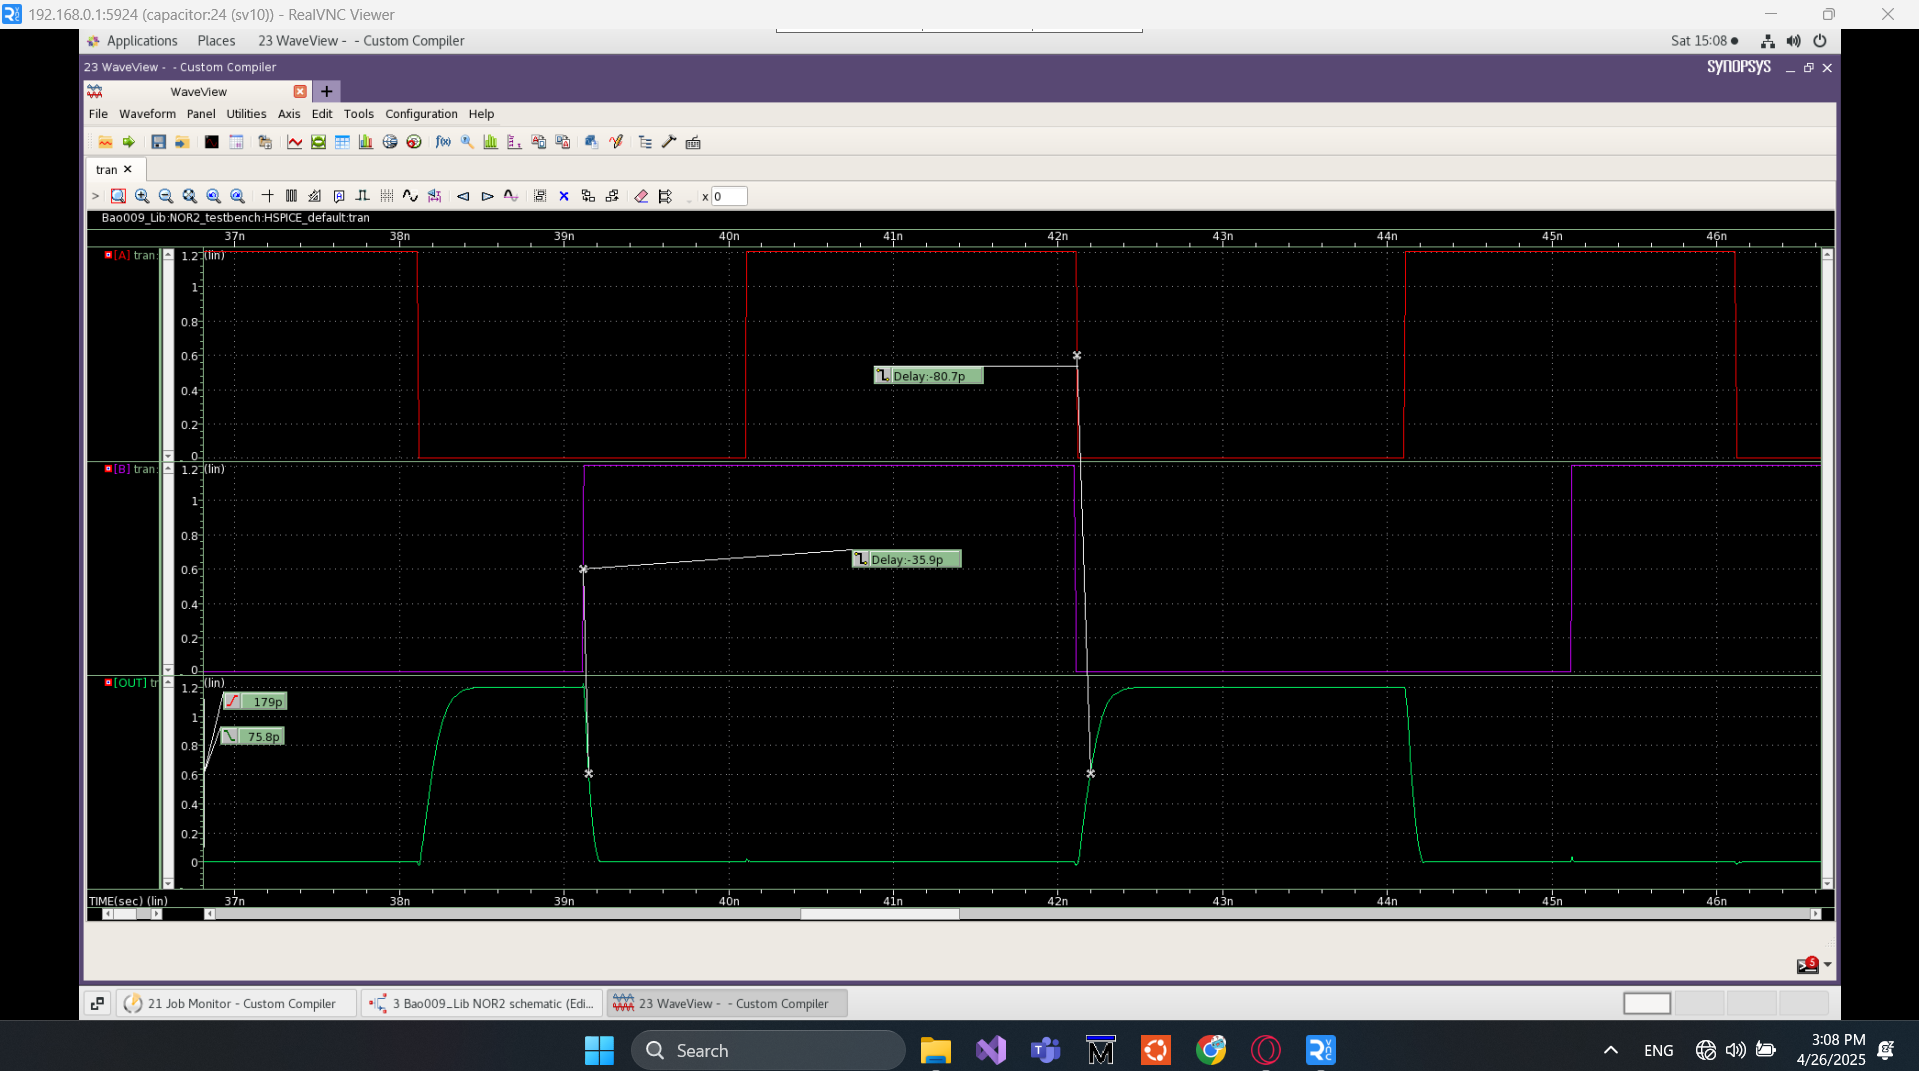 192.168.0.1:5924 (capacitor:24 (sv10)) - RealVNC Viewer
Applications Places 23 WaveView - - Custom Compiler Sat 15:08
23 WaveView - - Custom Compiler SYNOPSYS
WaveView
File Waveform Panel Utilities Axis Edit Tools Configuration Help
tran
x 0
Bao009_Lib:NOR2_testbench:HSPICE_default:tran
37n 38n 39n 40n 41n 42n 43n 44n 45n 46n
[A] tran:
1.2 (lin)
1
0.8
0.6
Delay:-80.7p
0.4
0.2
0
[B] tran:
1.2 (lin)
1
0.8
Delay:-35.9p
0.6
0.4
0.2
0
[OUT] tr
1.2 (lin)
179p
1
75.8p
0.8
0.6
0.4
0.2
0
TIME(sec) (lin) 37n 38n 39n 40n 41n 42n 43n 44n 45n 46n
5
21 Job Monitor - Custom Compiler 3 Bao009_Lib NOR2 schematic (Edi... 23 WaveView - - Custom Compiler
Search ENG 3:08 PM
4/26/2025